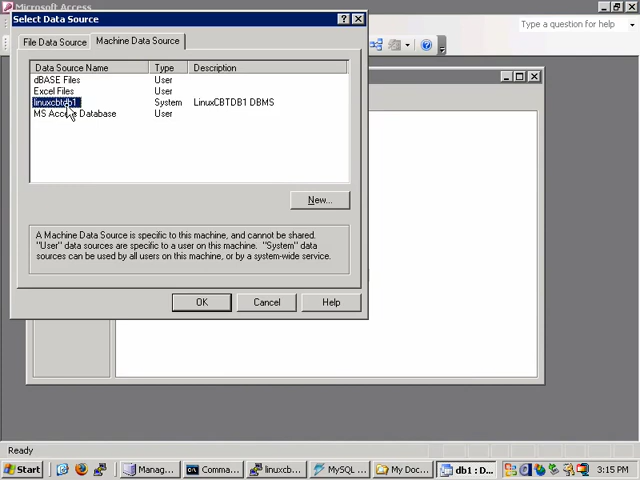 Microsoft Access
Select Data Source
Type a question for help
File Data Source
Machine Data Source
Data Source Name Type Description
dBASE Files User
Excel Files User
linuxcbtdb1 System LinuxCBTDB1 DBMS
MS Access Database User
New...
A Machine Data Source is specific to this machine, and cannot be shared.
"User" data sources are specific to a user on this machine. "System" data
sources can be used by all users on this machine, or by a system-wide service.
OK Cancel Help
Ready
Start Manag... Comma... linuxcb... MySQL ... My Doc... db1 : D... 3:15 PM